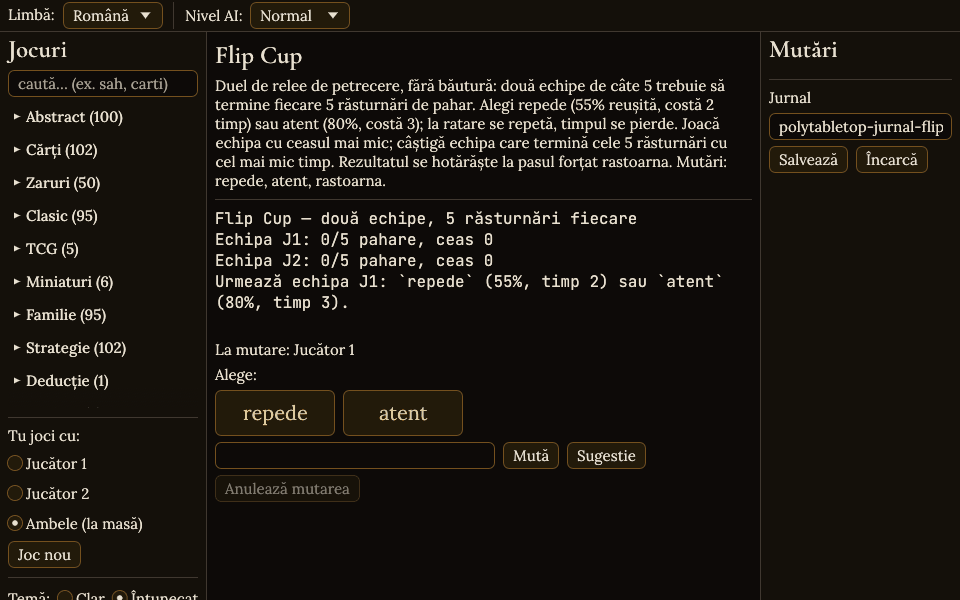 Limbă: Română ▼ Nivel AI: Normal ▼
Jocuri
caută... (ex. sah, carti)
▸ Abstract (100)
▸ Cărți (102)
▸ Zaruri (50)
▸ Clasic (95)
▸ TCG (5)
▸ Miniaturi (6)
▸ Familie (95)
▸ Strategie (102)
▸ Deducție (1)
Tu joci cu:
Jucător 1
Jucător 2
Ambele (la masă)
Joc nou
Temă: Clar Întunecat
Flip Cup
Duel de relee de petrecere, fără băutură: două echipe de câte 5 trebuie să
termine fiecare 5 răsturnări de pahar. Alegi repede (55% reușită, costă 2
timp) sau atent (80%, costă 3); la ratare se repetă, timpul se pierde. Joacă
echipa cu ceasul mai mic; câștigă echipa care termină cele 5 răsturnări cu
cel mai mic timp. Rezultatul se hotărăște la pasul forțat rastoarna. Mutări:
repede, atent, rastoarna.
Flip Cup — două echipe, 5 răsturnări fiecare
Echipa J1: 0/5 pahare, ceas 0
Echipa J2: 0/5 pahare, ceas 0
Urmează echipa J1: `repede` (55%, timp 2) sau `atent`
(80%, timp 3).
La mutare: Jucător 1
Alege:
repede atent
Mută Sugestie
Anulează mutarea
Mutări
Jurnal
polytabletop-jurnal-flip
Salvează Încarcă